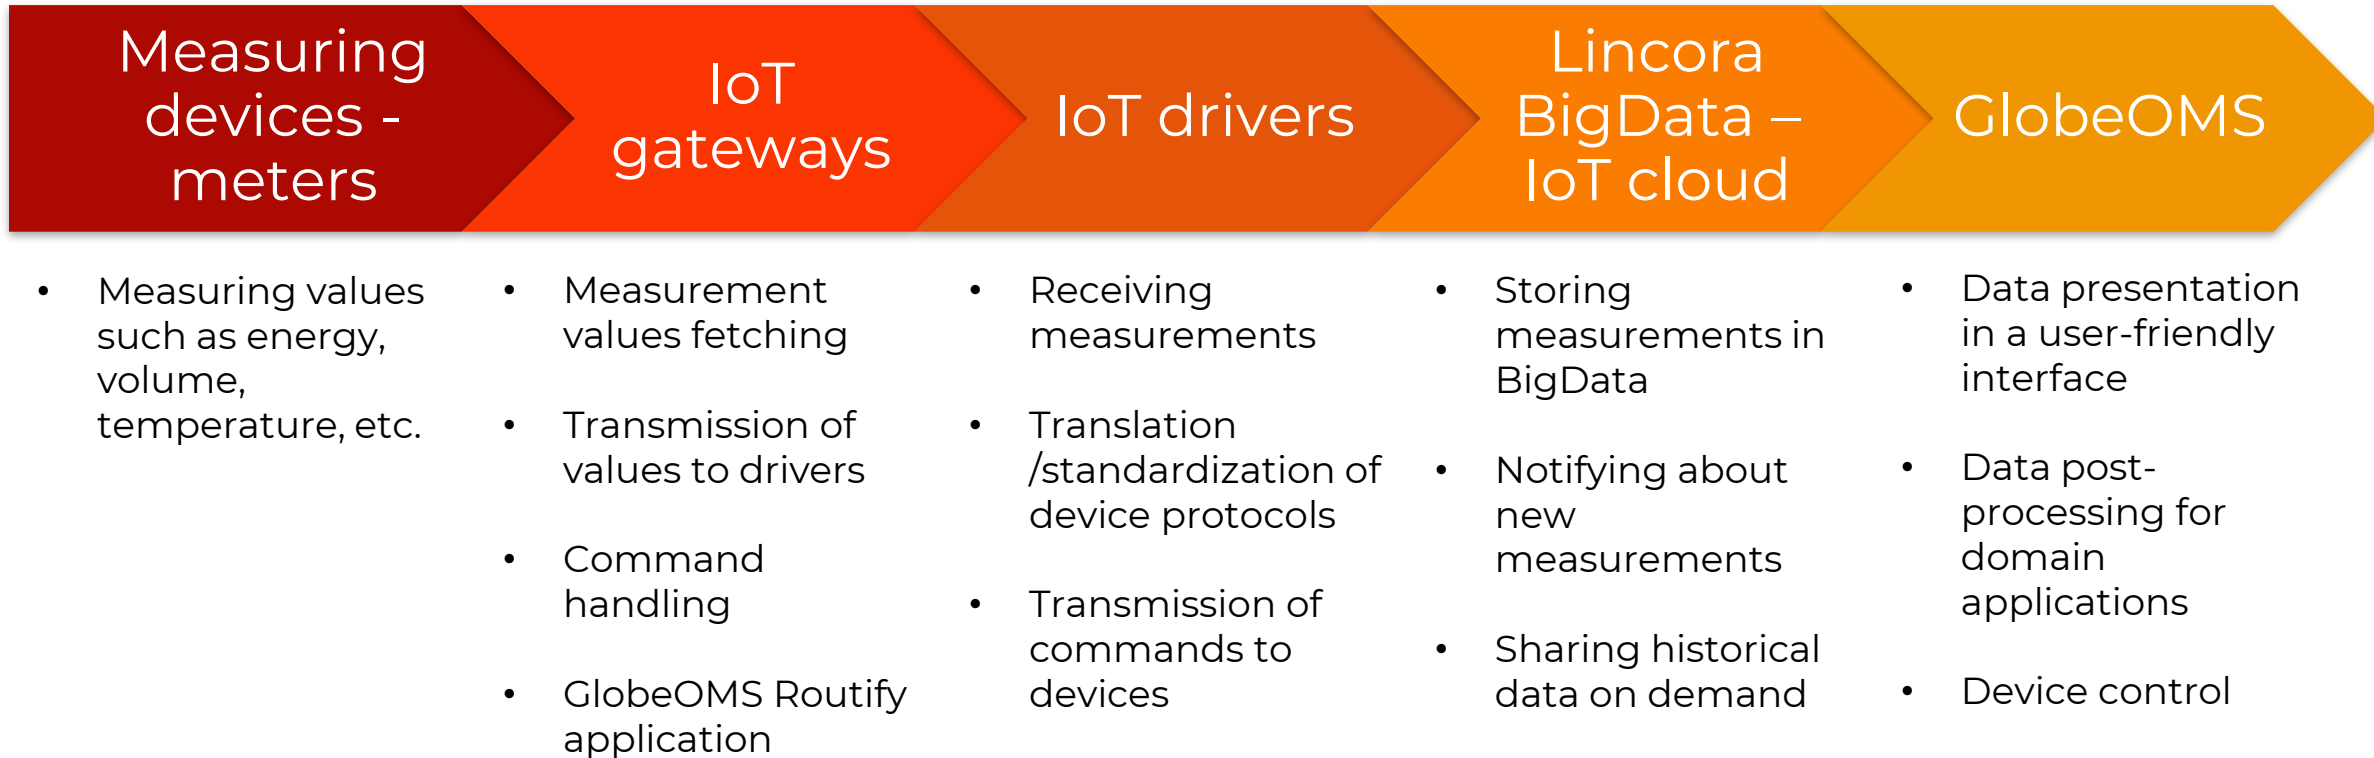 Measuring
devices -
meters
IoT
gateways
IoT drivers
Lincora
BigData –
IoT cloud
GlobeOMS
• Measuring values
such as energy,
volume,
temperature, etc.
• Measurement
values fetching
• Transmission of
values to drivers
• Command
handling
• GlobeOMS Routify
application
• Receiving
measurements
• Translation
/standardization of
device protocols
• Transmission of
commands to
devices
• Storing
measurements in
BigData
• Notifying about
new
measurements
• Sharing historical
data on demand
• Data presentation
in a user-friendly
interface
• Data post-
processing for
domain
applications
• Device control